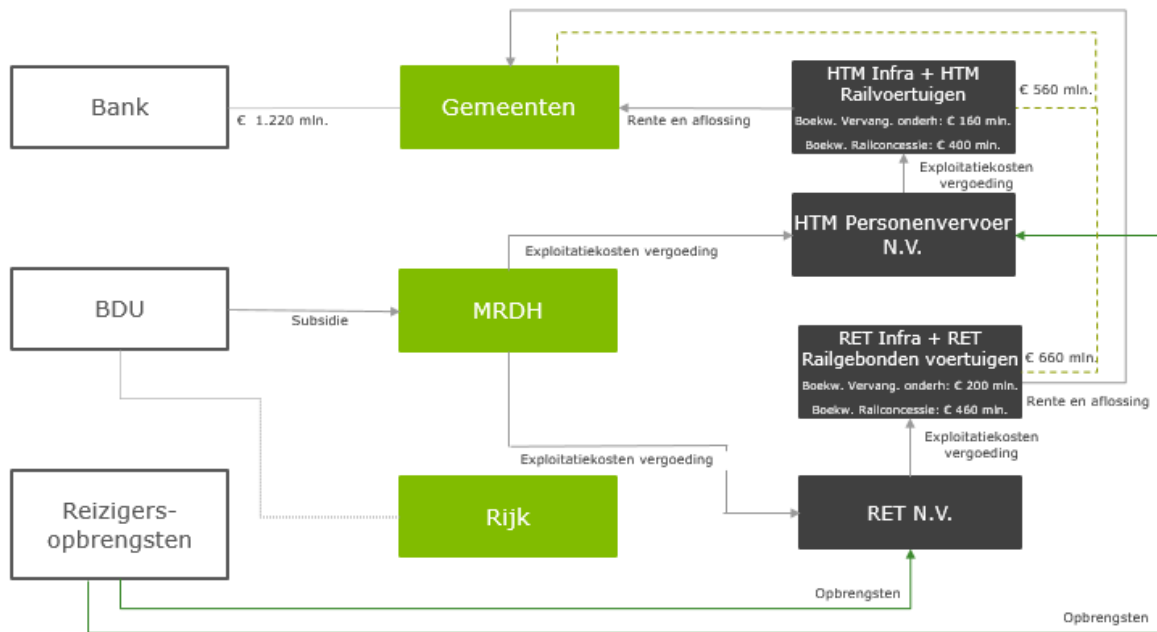 Bank
€ 1.220 mln.
Gemeenten
Rente en aflossing
HTM Infra + HTM
Railvoertuigen
Boekw. Vervang. onderh: € 160 mln.
Boekw. Railconcessie: € 400 mln.
€ 560 mln.
Exploitatiekosten
vergoeding
HTM Personenvervoer
N.V.
Exploitatiekosten vergoeding
BDU
Subsidie
MRDH
RET Infra + RET
Railgebonden voertuigen
Boekw. Vervang. onderh: € 200 mln.
Boekw. Railconcessie: € 460 mln.
€ 660 mln.
Rente en aflossing
Exploitatiekosten
vergoeding
Exploitatiekosten vergoeding
Reizigers-
opbrengsten
Rijk
RET N.V.
Opbrengsten
Opbrengsten